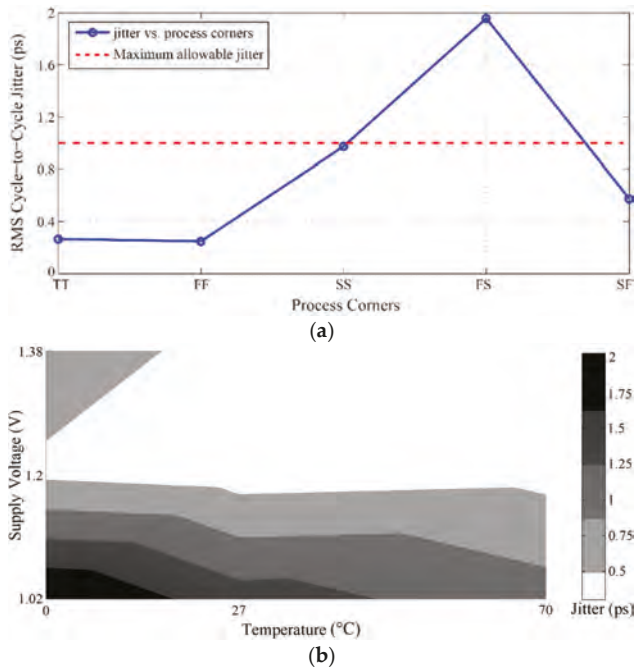 2
1.6
1.2
0.8
0.4
0
RMS Cycle-to-Cycle Jitter (ps)
jitter vs. process corners
Maximum allowable jitter
TT
FF
SS
FS
SF
Process Corners
(a)
1.38
1.2
1.02
Supply Voltage (V)
0
27
70
Temperature (°C)
2
1.75
1.5
1.25
1
0.75
0.5
Jitter (ps)
(b)